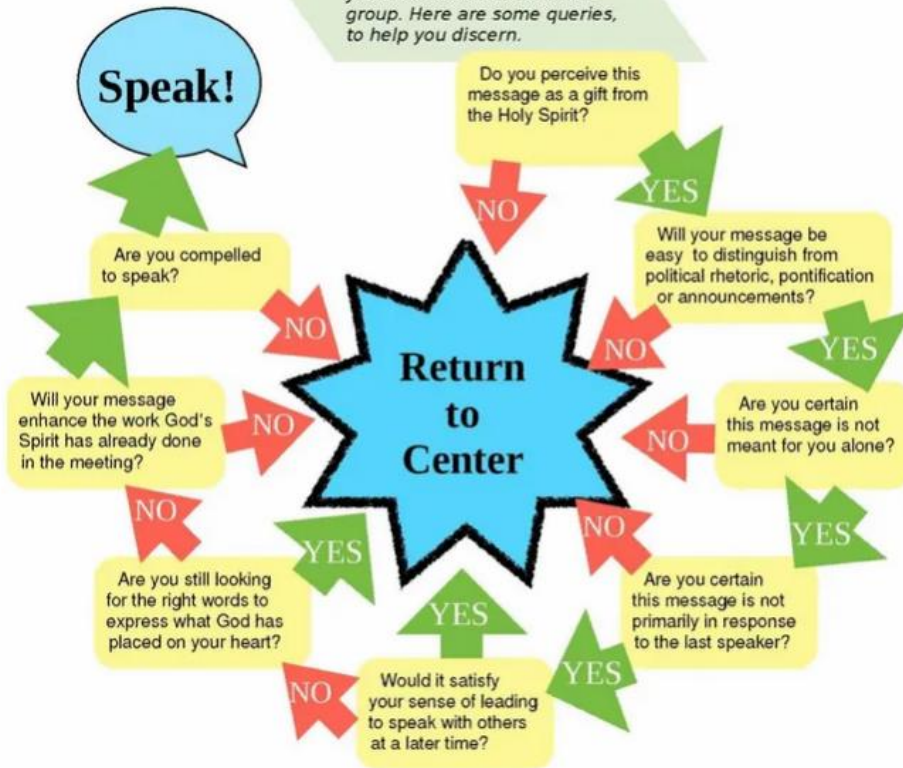 group. Here are some queries,
to help you discern.
Speak!
Do you perceive this
message as a gift from
the Holy Spirit?
NO
YES
Will your message be
easy to distinguish from
political rhetoric, pontification
or announcements?
NO
YES
Are you certain
this message is not
meant for you alone?
NO
YES
Are you certain
this message is not
primarily in response
to the last speaker?
NO
YES
Would it satisfy
your sense of leading
to speak with others
at a later time?
YES
NO
Are you still looking
for the right words to
express what God has
placed on your heart?
YES
NO
Will your message
enhance the work God's
Spirit has already done
in the meeting?
NO
Are you compelled
to speak?
NO
Return
to
Center